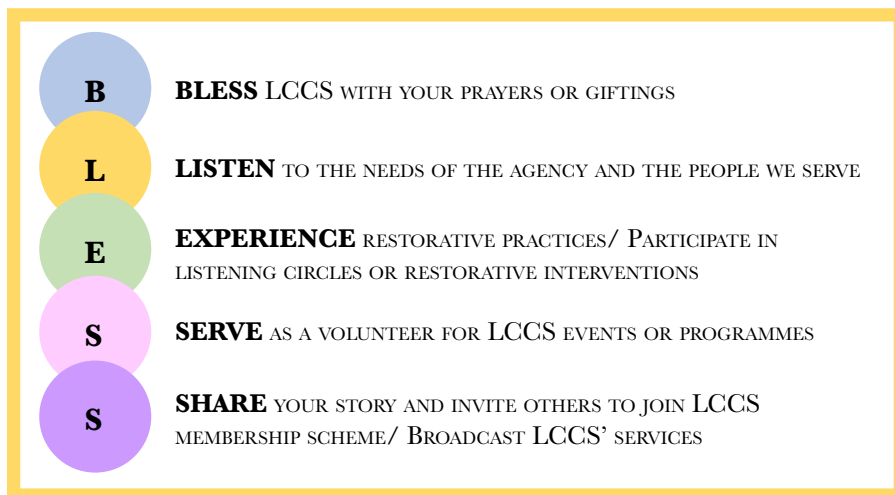 B BLESS LCCS with your prayers or giftings
L LISTEN to the needs of the agency and the people we serve
E EXPERIENCE restorative practices/ Participate in
listening circles or restorative interventions
S SERVE as a volunteer for LCCS events or programmes
S SHARE your story and invite others to join LCCS
membership scheme/ Broadcast LCCS’ services